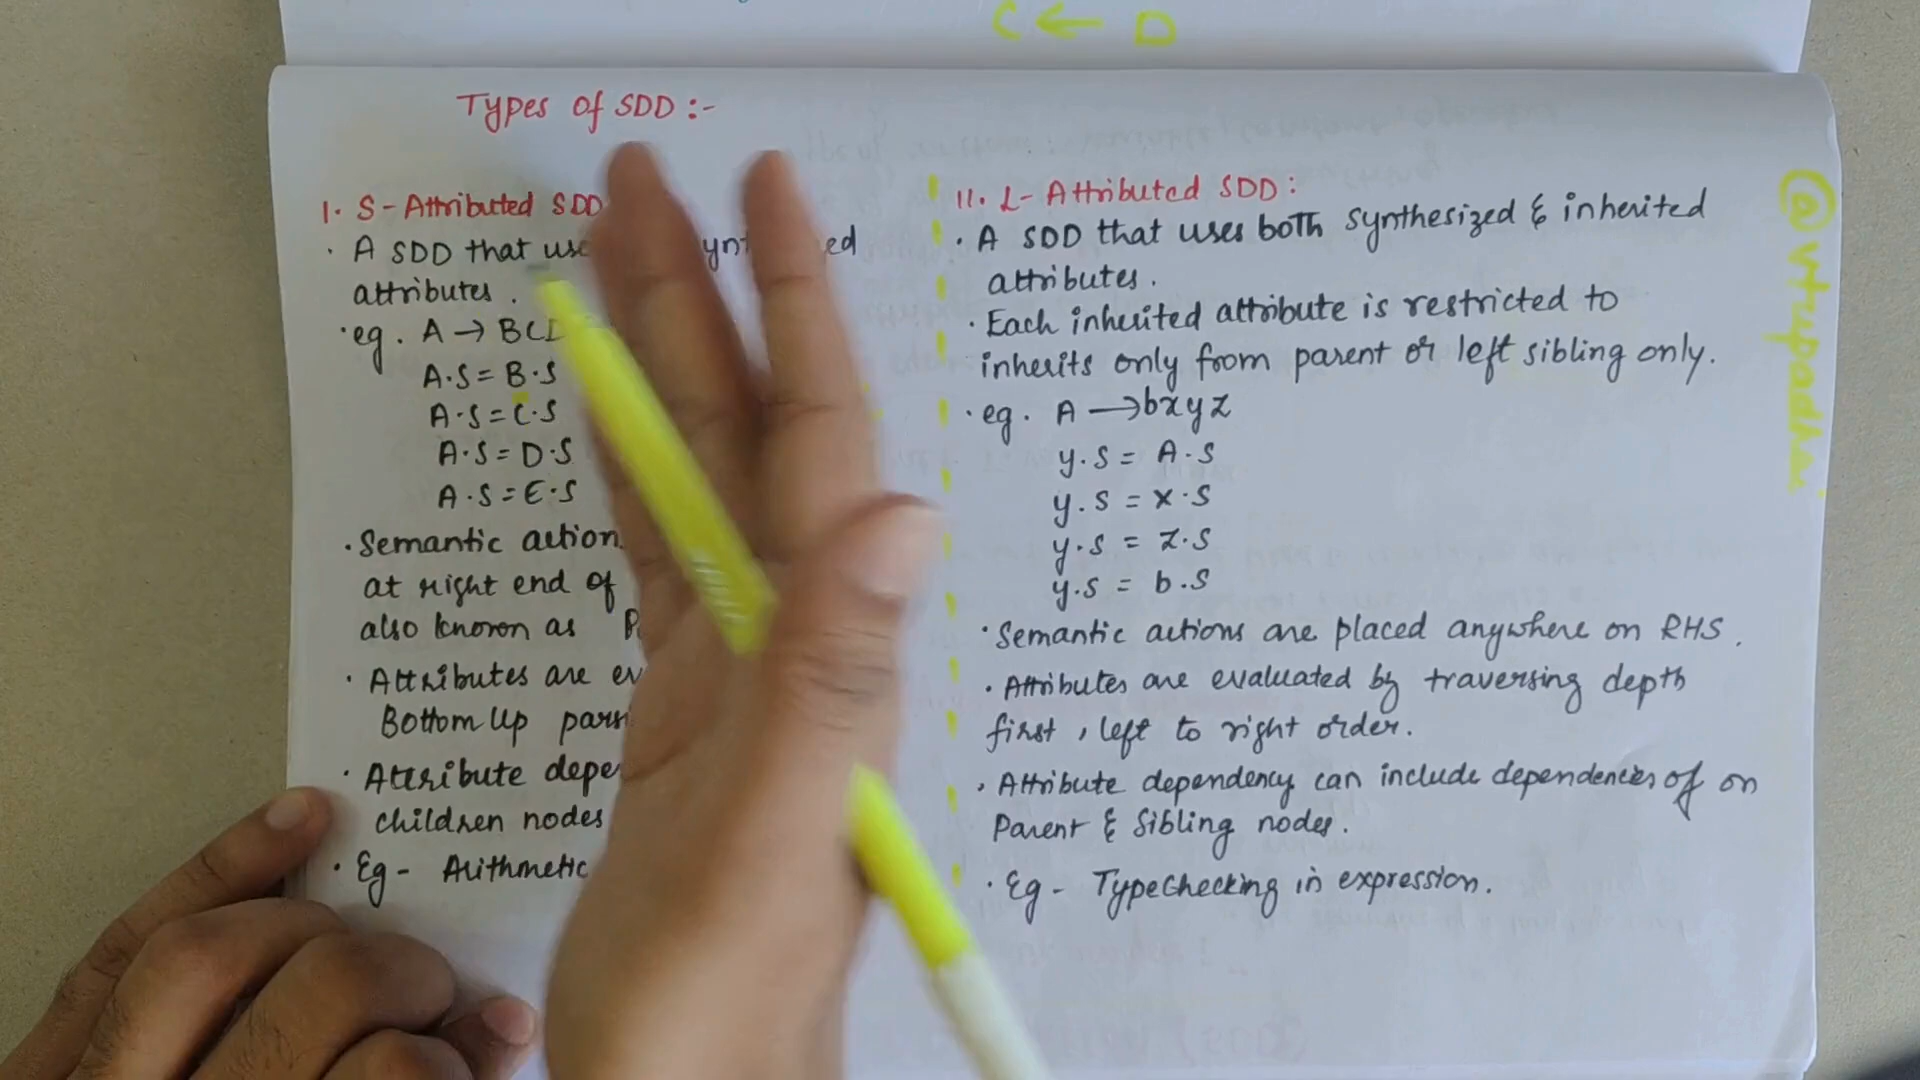 C ← D
Types of SDD :-
I. S-Attributed SDD
· A SDD that
attributes .
· eg. A → BCD
A·S = B·S
A·S = C·S
A·S = D·S
A·S = E·S
· Semantic action
at right end of
also known as
· Attributes are
Bottom Up
· Attribute
children nodes
· Eg - Arithmetic
II. L-Attributed SDD :
· A SDD that uses both synthesized & inherited
attributes .
· Each inherited attribute is restricted to
inherits only from parent or left sibling only.
· eg. A → bxyz
y.S = A·S
y.S = x·S
y.S = z·S
y.S = b.S
· Semantic actions are placed anywhere on RHS .
· Attributes are evaluated by traversing depth
first , left to right order.
· Attribute dependency can include dependencies of on
Parent & Sibling nodes.
· Eg - TypeChecking in expression.
@vtupadhai